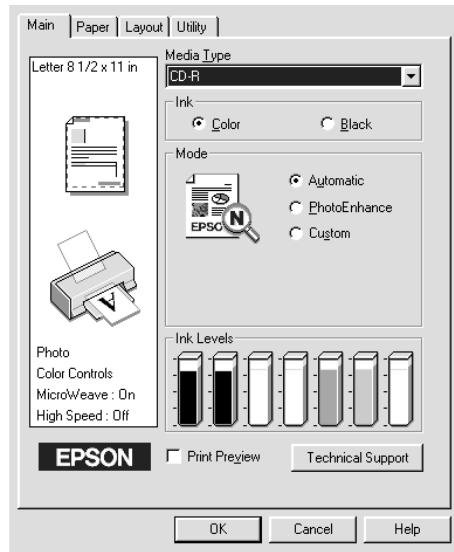 Main Paper Layout Utility
Letter 8 1/2 x 11 in
Media Type
CD-R
Ink
Color Black
Mode
EPSON
N
Automatic
PhotoEnhance
Custom
A
Photo
Color Controls
MicroWeave : On
High Speed : Off
Ink Levels
EPSON
Print Preview
Technical Support
OK Cancel Help